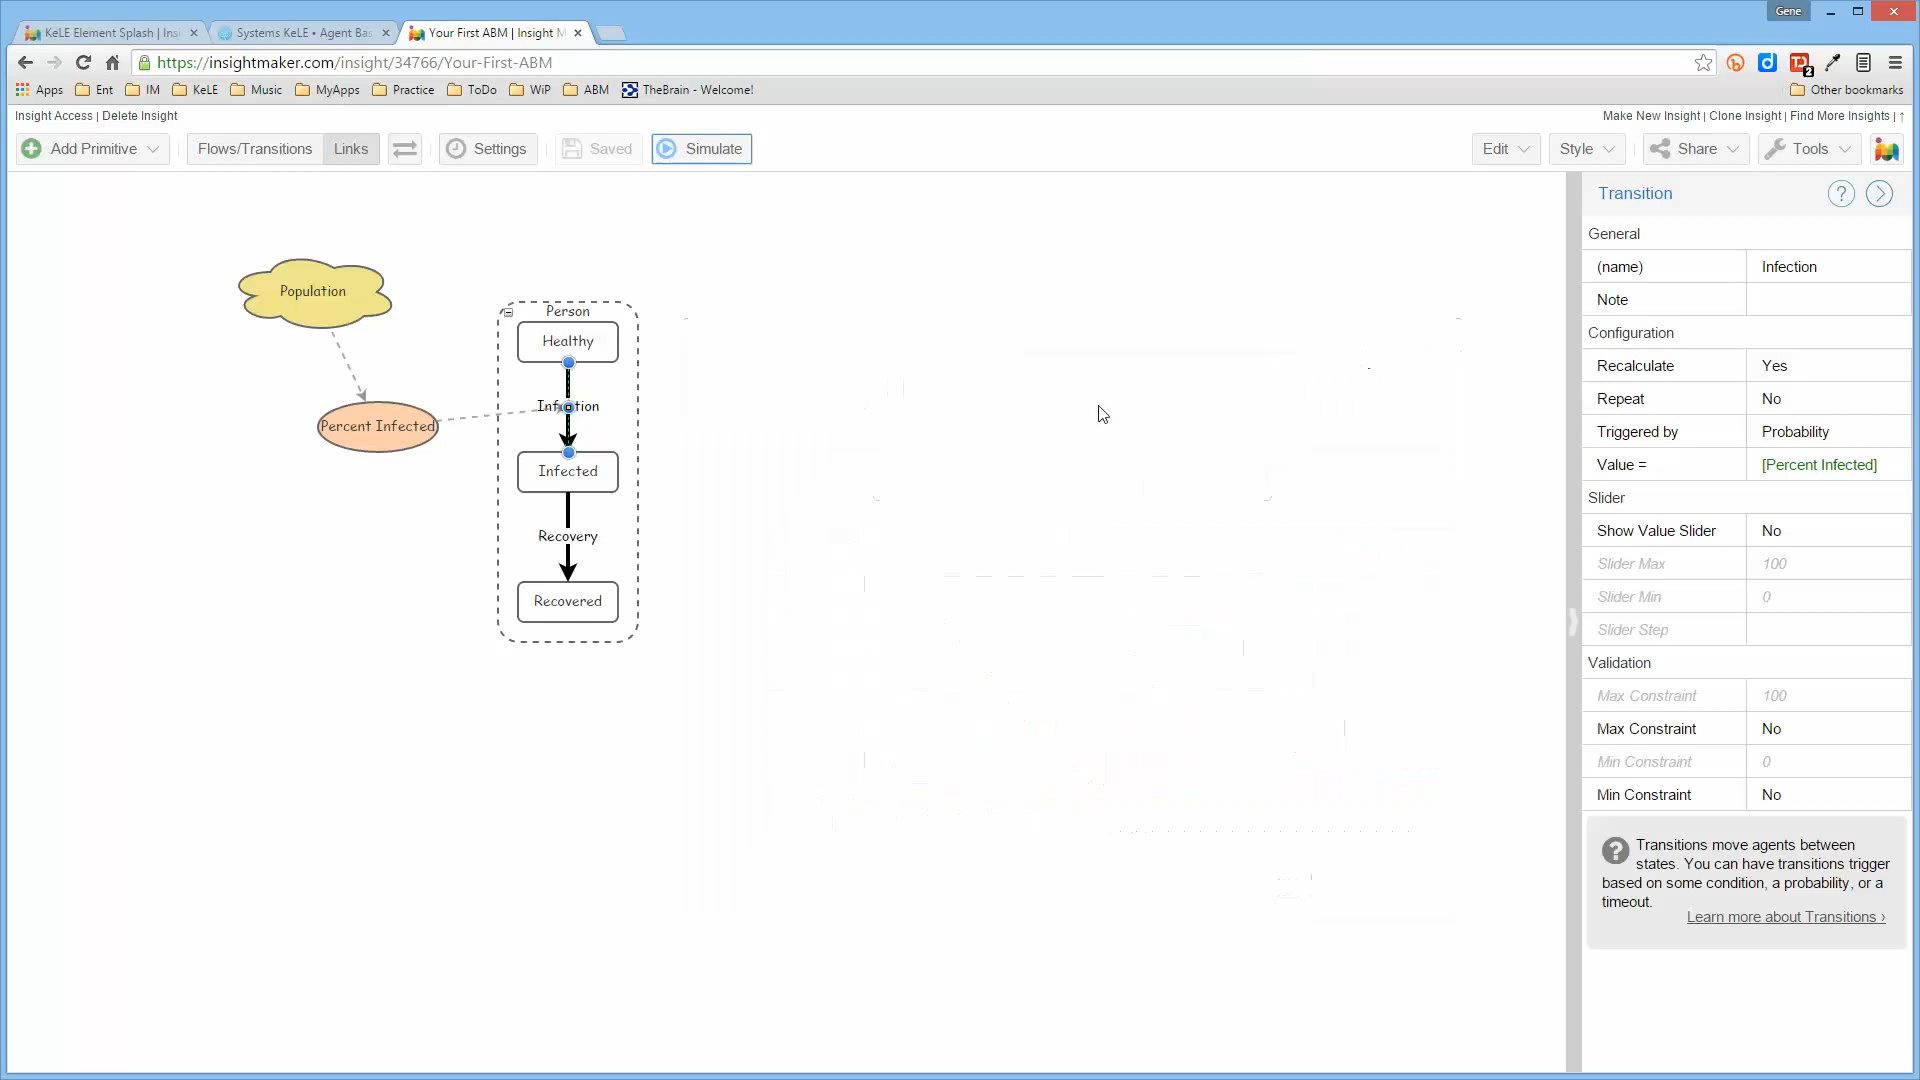 Gene
KeLE Element Splash | Ins
Systems KeLE • Agent Bas
Your First ABM | Insight M
https://insightmaker.com/insight/34766/Your-First-ABM
2
Apps Ent IM KeLE Music MyApps Practice ToDo WiP ABM TheBrain - Welcome! Other bookmarks
Insight Access | Delete Insight
Make New Insight | Clone Insight | Find More Insights | ↑
Add Primitive Flows/Transitions Links Settings Saved Simulate Edit Style Share Tools
Population
Percent Infected
Person
Healthy
Infection
Infected
Recovery
Recovered
Transition ?
General
(name) Infection
Note
Configuration
Recalculate Yes
Repeat No
Triggered by Probability
Value = [Percent Infected]
Slider
Show Value Slider No
Slider Max 100
Slider Min 0
Slider Step
Validation
Max Constraint 100
Max Constraint No
Min Constraint 0
Min Constraint No
? Transitions move agents between
states. You can have transitions trigger
based on some condition, a probability, or a
timeout.
Learn more about Transitions ›